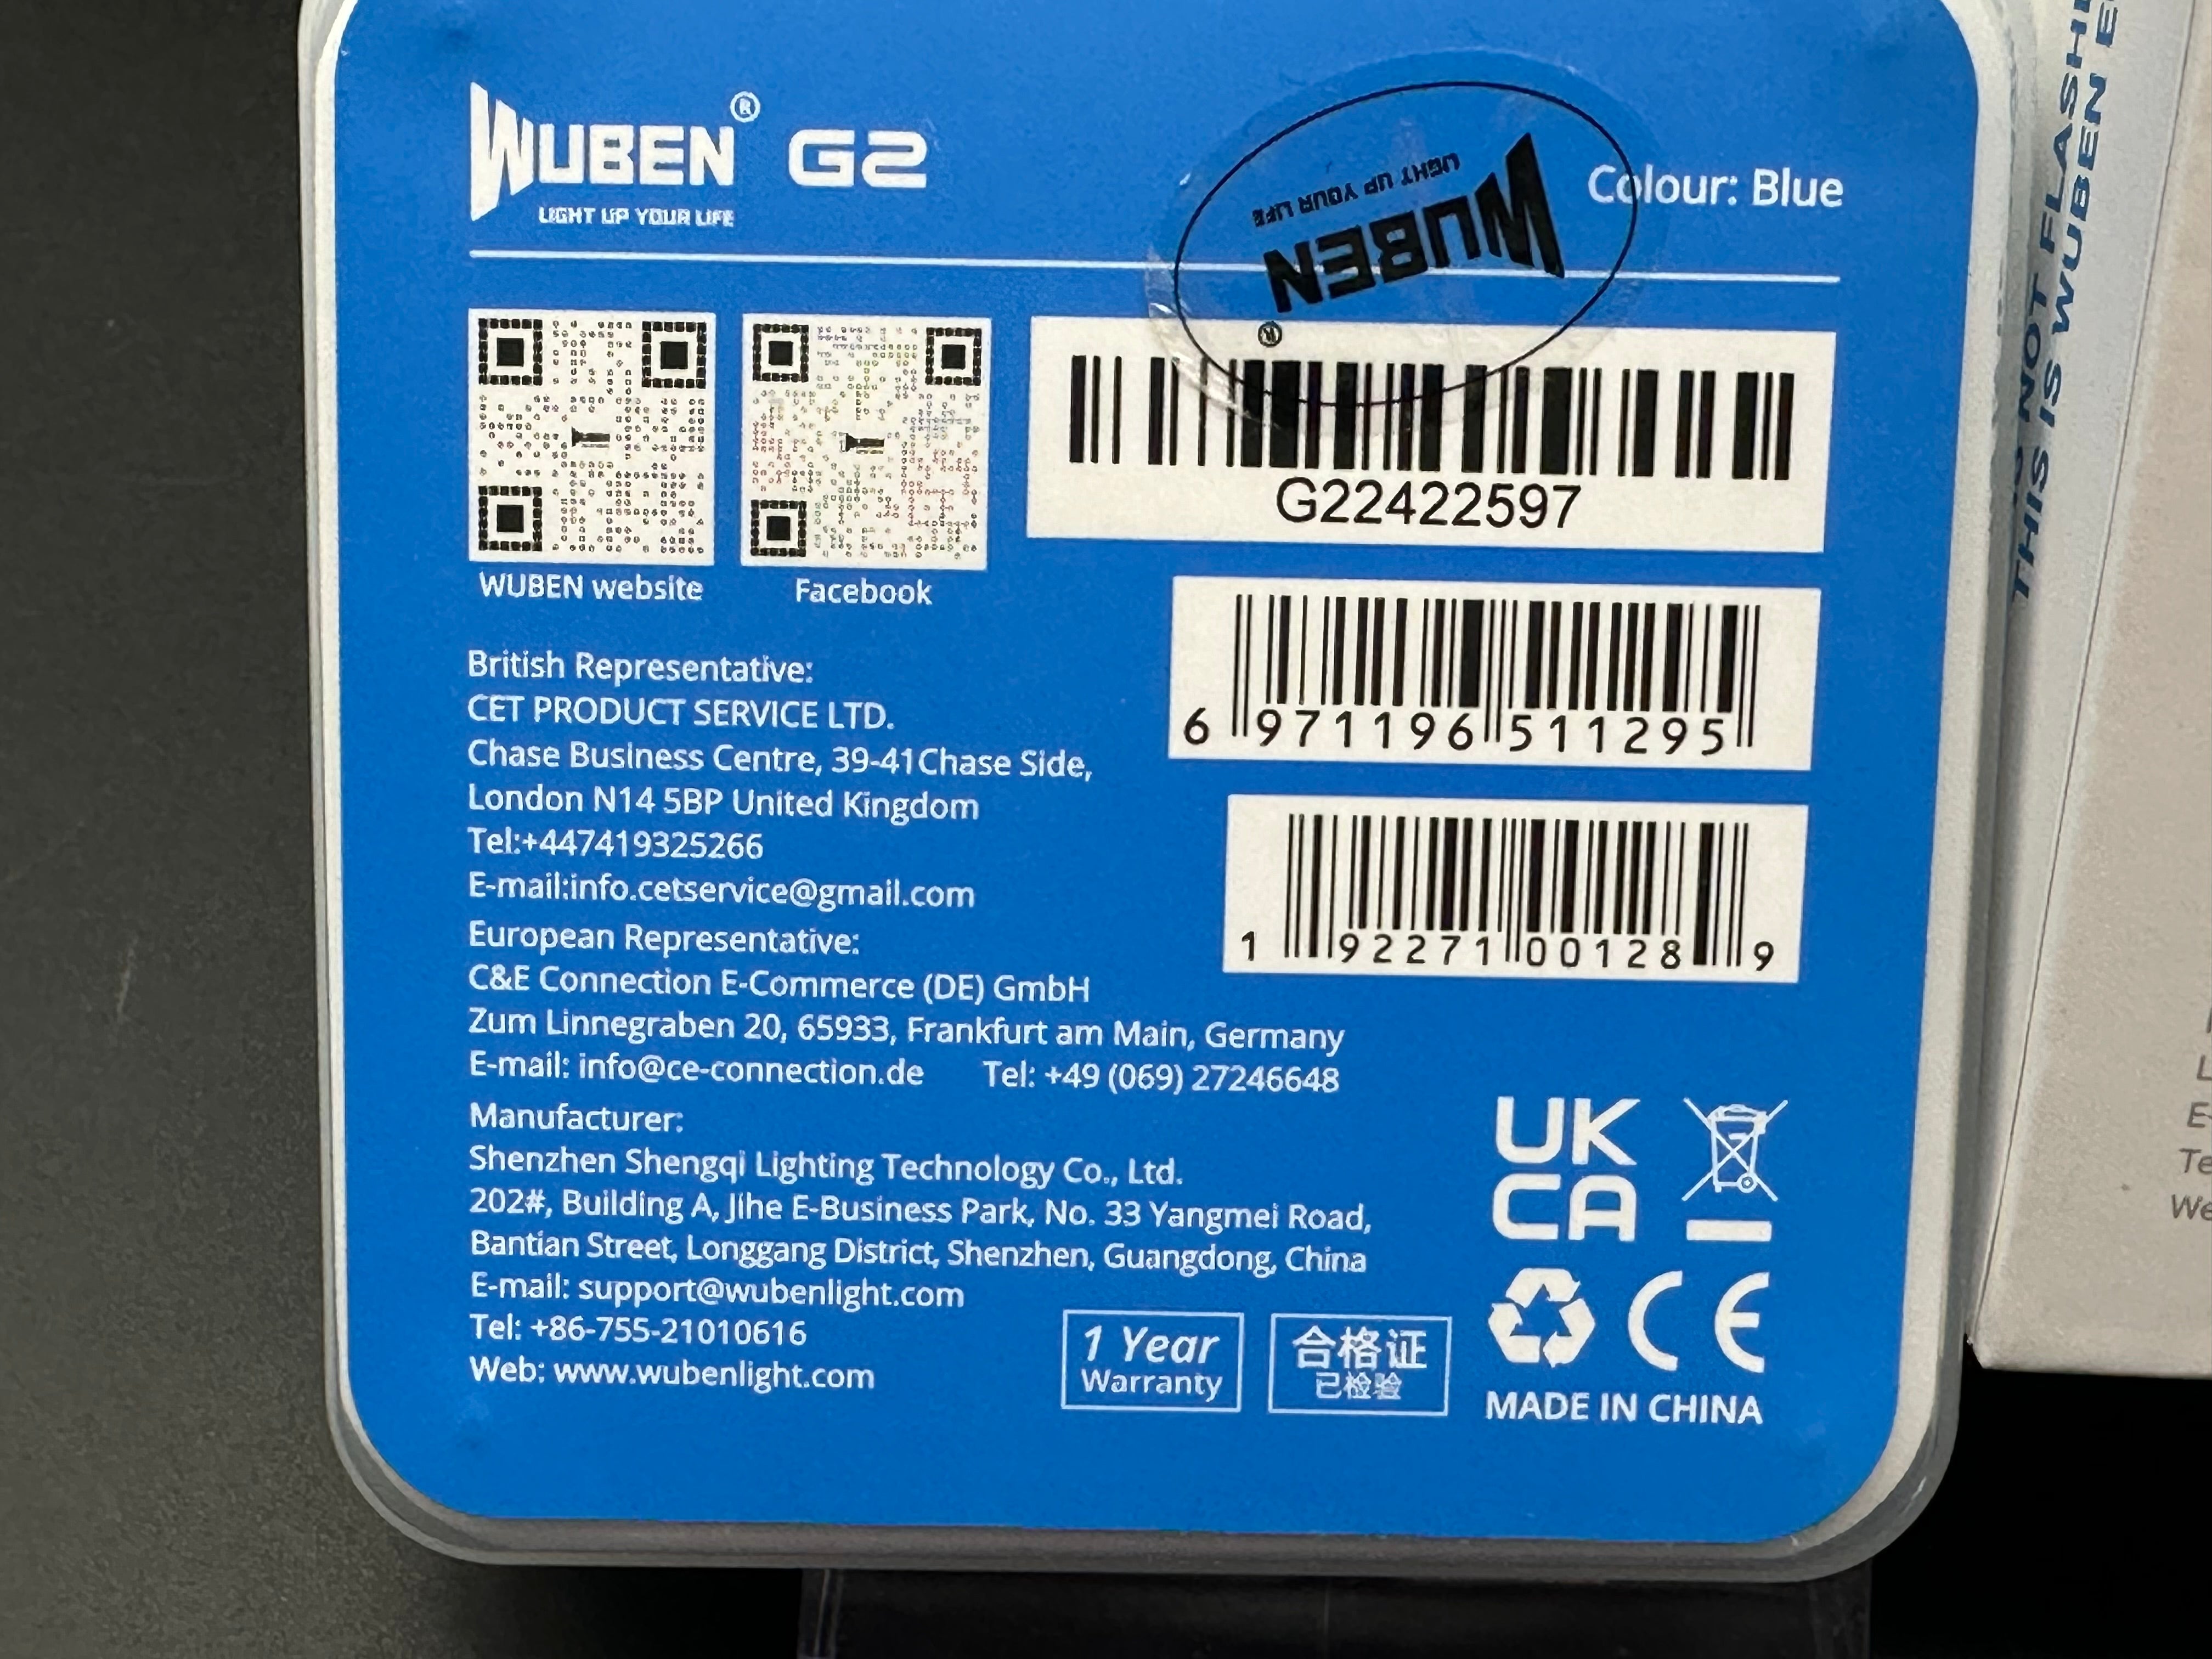 WUBEN® G2
LIGHT UP YOUR LIFE
Colour: Blue
WUBEN®
LIGHT UP YOUR LIFE
WUBEN website
Facebook
G22422597
6 971196 511295
1 92271 00128 9
British Representative:
CET PRODUCT SERVICE LTD.
Chase Business Centre, 39-41Chase Side,
London N14 5BP United Kingdom
Tel:+447419325266
E-mail:info.cetservice@gmail.com
European Representative:
C&E Connection E-Commerce (DE) GmbH
Zum Linnegraben 20, 65933, Frankfurt am Main, Germany
E-mail: info@ce-connection.de Tel: +49 (069) 27246648
Manufacturer:
Shenzhen Shengqi Lighting Technology Co., Ltd.
202#, Building A, Jihe E-Business Park, No. 33 Yangmei Road,
Bantian Street, Longgang District, Shenzhen, Guangdong, China
E-mail: support@wubenlight.com
Tel: +86-755-21010616
Web: www.wubenlight.com
1 Year
Warranty
合格证
已检验
UK
CA
CE
MADE IN CHINA
NOT
THIS IS WUBEN